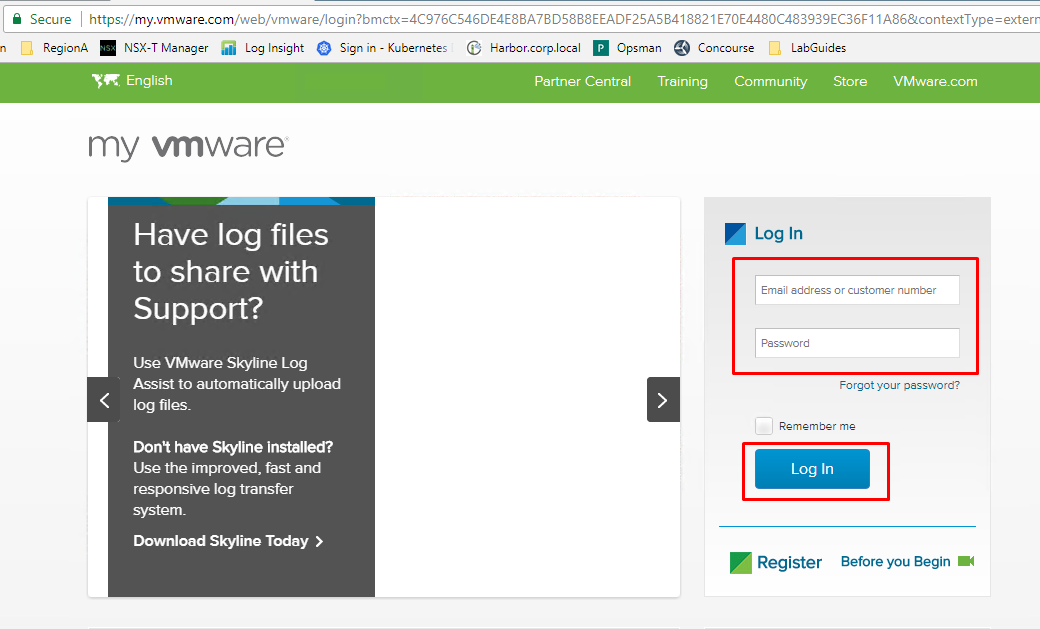 Secure https://my.vmware.com/web/vmware/login?bmctx=4C976C546DE4E8BA7BD58B8EEADF25A5B418821E70E4480C483939EC36F11A86&contextType=extern
n RegionA NSX NSX-T Manager Log Insight Sign in - Kubernetes Harbor.corp.local P Opsman Concourse LabGuides
English Partner Central Training Community Store VMware.com
my vmware®
Have log files
to share with
Support?
Use VMware Skyline Log
Assist to automatically upload
log files.
Don't have Skyline installed?
Use the improved, fast and
responsive log transfer
system.
Download Skyline Today
Log In
Email address or customer number
Password
Forgot your password?
Remember me
Log In
Register Before you Begin